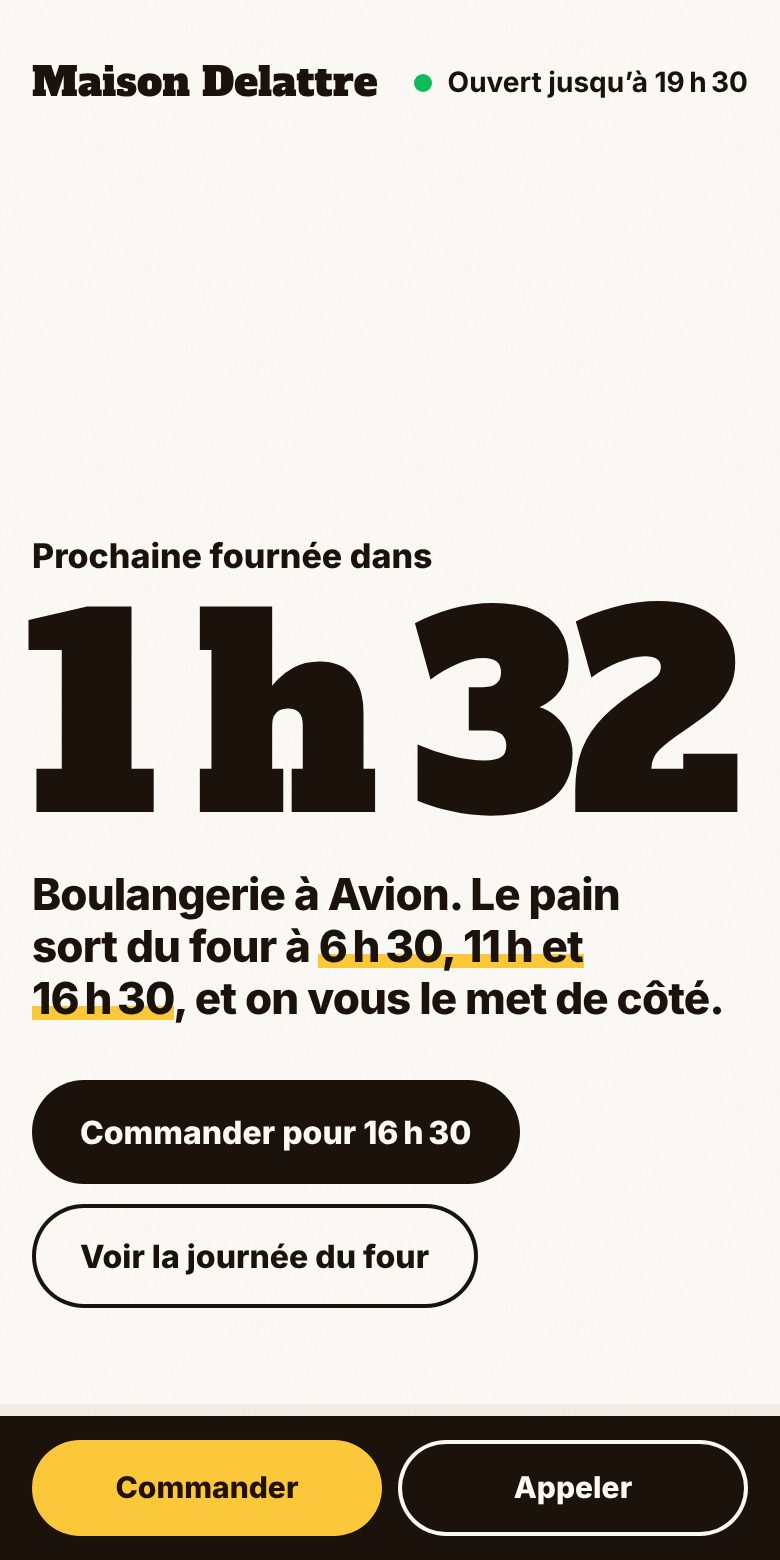 Maison Delattre
Ouvert jusqu’à 19 h 30
Prochaine fournée dans
1 h 32
Boulangerie à Avion. Le pain
sort du four à 6 h 30, 11 h et
16 h 30, et on vous le met de côté.
Commander pour 16 h 30
Voir la journée du four
Commander
Appeler